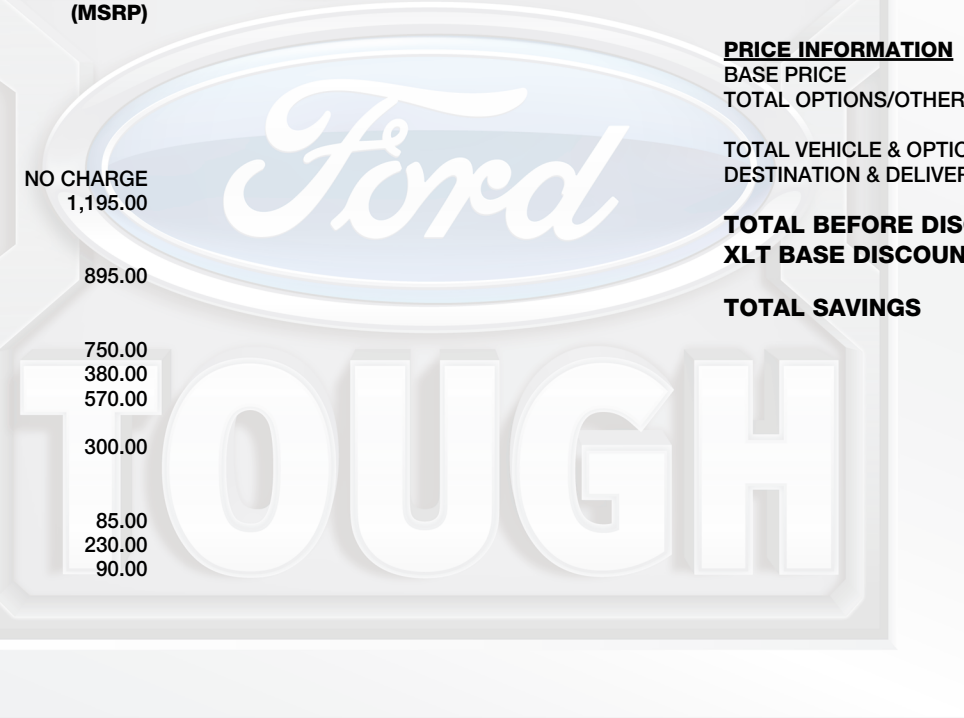 (MSRP)
NO CHARGE
1,195.00
895.00
750.00
380.00
570.00
300.00
85.00
230.00
90.00
Ford
TOUGH
PRICE INFORMATION
BASE PRICE
TOTAL OPTIONS/OTHER
TOTAL VEHICLE & OPTIO
DESTINATION & DELIVER
TOTAL BEFORE DIS
XLT BASE DISCOUN
TOTAL SAVINGS